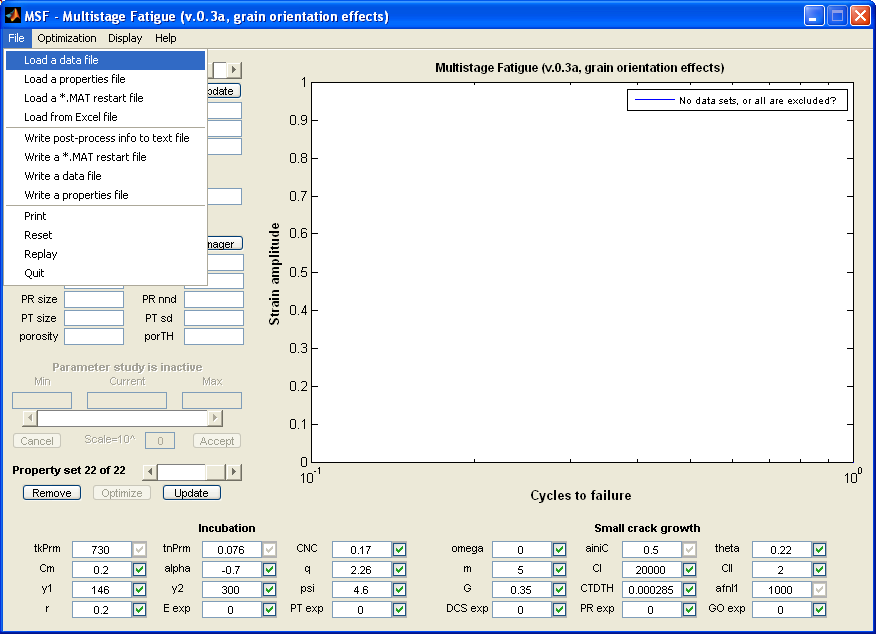 MSF - Multistage Fatigue (v.0.3a, grain orientation effects)
File Optimization Display Help
Load a data file
Load a properties file
Load a *.MAT restart file
Load from Excel file
Write post-process info to text file
Write a *.MAT restart file
Write a data file
Write a properties file
Print
Reset
Replay
Quit
PR size PR nnd
PT size PT sd
porosity porTH
Parameter study is inactive
Min Current Max
Cancel Scale=10^ 0 Accept
Property set 22 of 22
Remove Optimize Update
Multistage Fatigue (v.0.3a, grain orientation effects)
No data sets, or all are excluded?
Strain amplitude
1
0.9
0.8
0.7
0.6
0.5
0.4
0.3
0.2
0.1
0
10^-1 10^0
Cycles to failure
Incubation
tkPrm 730 tnPrm 0.076 CNC 0.17
Cm 0.2 alpha -0.7 q 2.26
y1 146 y2 300 psi 4.6
r 0.2 E exp 0 PT exp 0
Small crack growth
omega 0 ainiC 0.5 theta 0.22
m 5 CI 20000 CII 2
G 0.35 CTDTH 0.000285 afnl1 1000
DCS exp 0 PR exp 0 GO exp 0